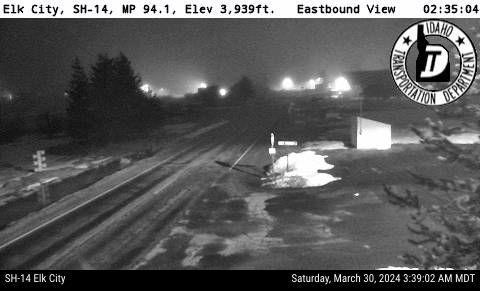 Elk City, SH-14, MP 94.1, Elev 3,939ft. Eastbound View 02:35:04
IDAHO
TRANSPORTATION DEPARTMENT
SH-14 Elk City Saturday, March 30, 2024 3:39:02 AM MDT